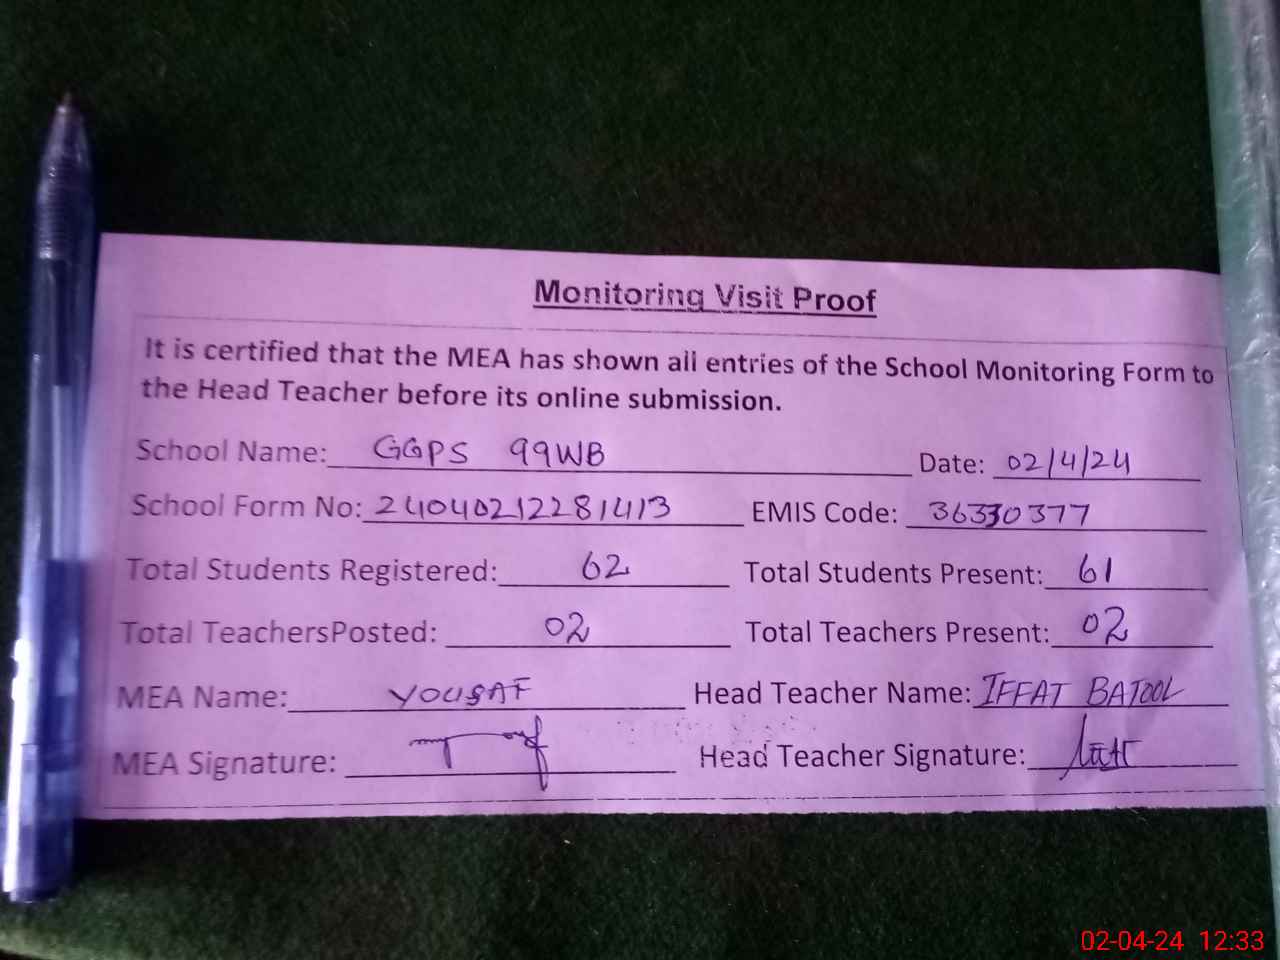 Monitoring Visit Proof
It is certified that the MEA has shown all entries of the School Monitoring Form to
the Head Teacher before its online submission.
School Name: GGPS 99WB Date: 02/4/24
School Form No: 24040212281413 EMIS Code: 36330377
Total Students Registered: 62 Total Students Present: 61
Total TeachersPosted: 02 Total Teachers Present: 02
MEA Name: YOUSAF Head Teacher Name: IFFAT BATOOL
MEA Signature: Head Teacher Signature:
02-04-24 12:33